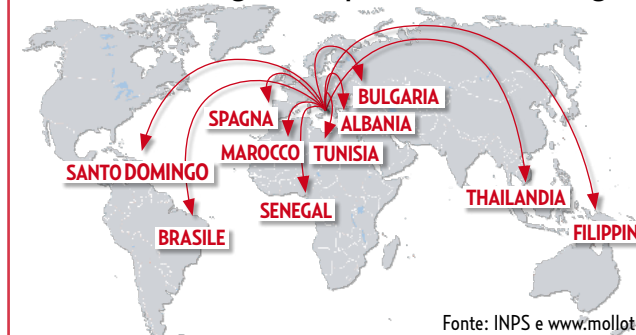 BULGARIA
SPAGNA
ALBANIA
MAROCCO
TUNISIA
SANTO DOMINGO
THAILANDIA
SENEGAL
FILIPPIN
BRASILE
Fonte: INPS e www.mollot